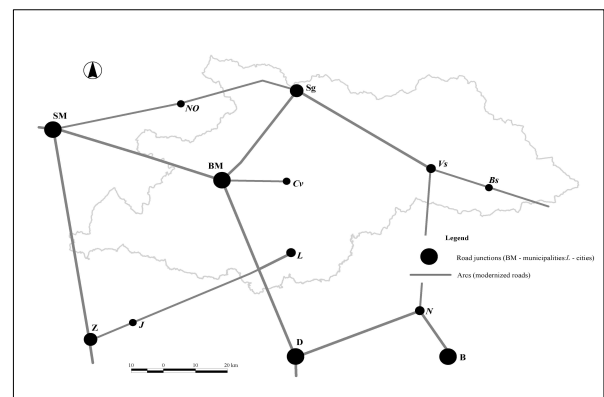 Sg
NO
SM
BM
Cv
Vs
Bs
Legend
Road junctions (BM - municipalities:L - cities)
L
Arcs (modernized roads)
N
Z
J
D
B
10 0 10 20 km